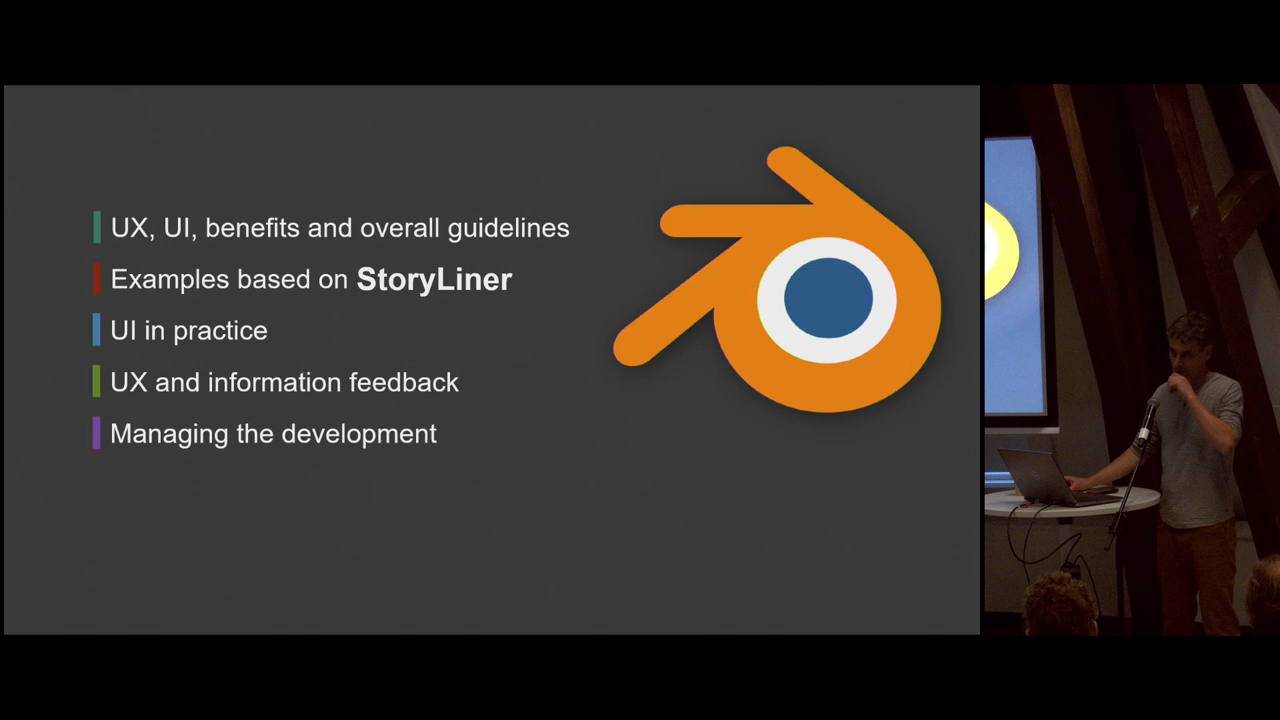 UX, UI, benefits and overall guidelines
Examples based on StoryLiner
UI in practice
UX and information feedback
Managing the development